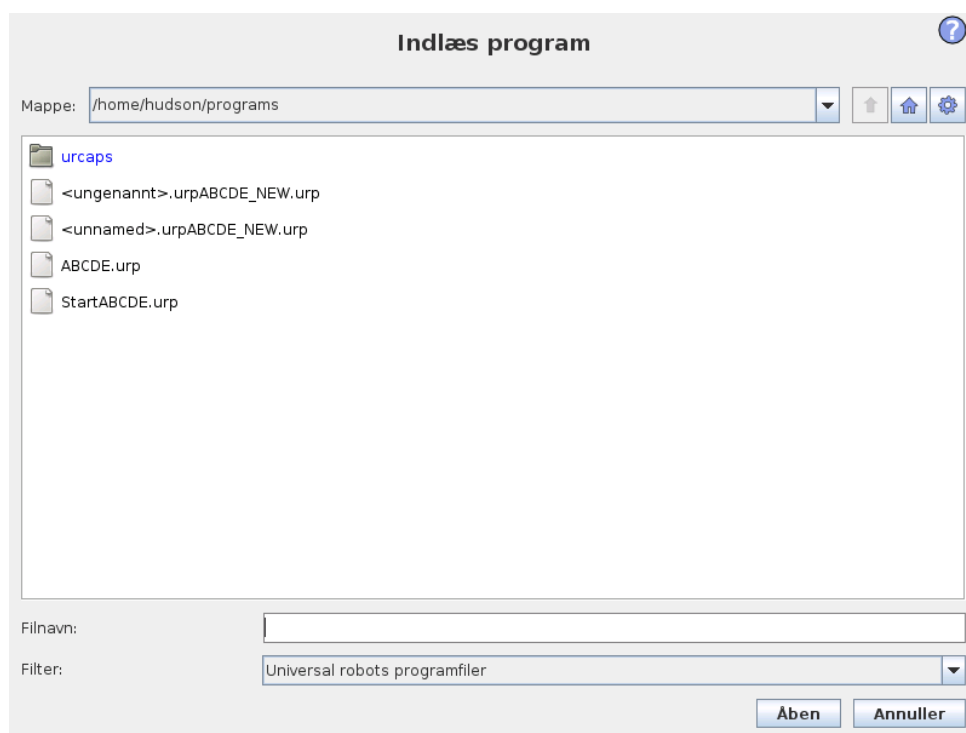 Indlæs program
?
Mappe: /home/hudson/programs
urcaps
<ungenannt>.urpABCDE_NEW.urp
<unnamed>.urpABCDE_NEW.urp
ABCDE.urp
StartABCDE.urp
Filnavn:
Filter: Universal robots programfiler
Åben Annuller